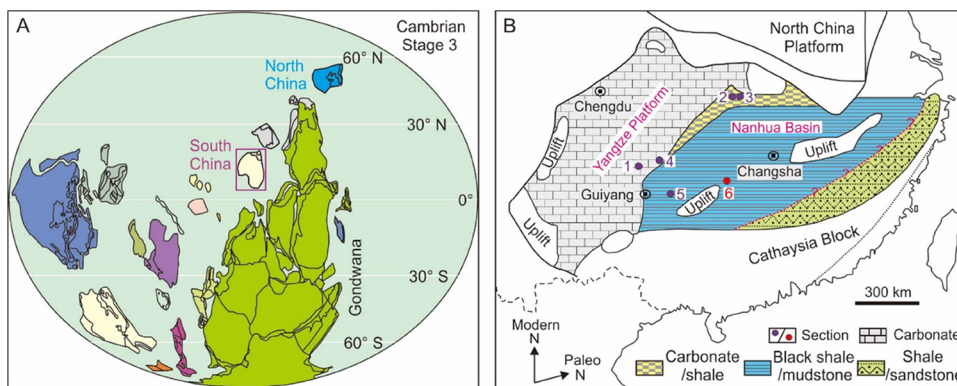 A
Cambrian
Stage 3
60° N
North
China
30° N
South
China
0°
30° S
60° S
Gondwana
B
North China
Platform
Chengdu
2
3
Yangtze Platform
Nanhua Basin
Uplift
Uplift
Changsha
1
4
Guiyang
5
6
Uplift
Uplift
?
?
?
?
Cathaysia Block
300 km
Modern
N
Paleo
N
Section
Carbonate
Carbonate
/shale
Black shale
/mudstone
Shale
/sandstone